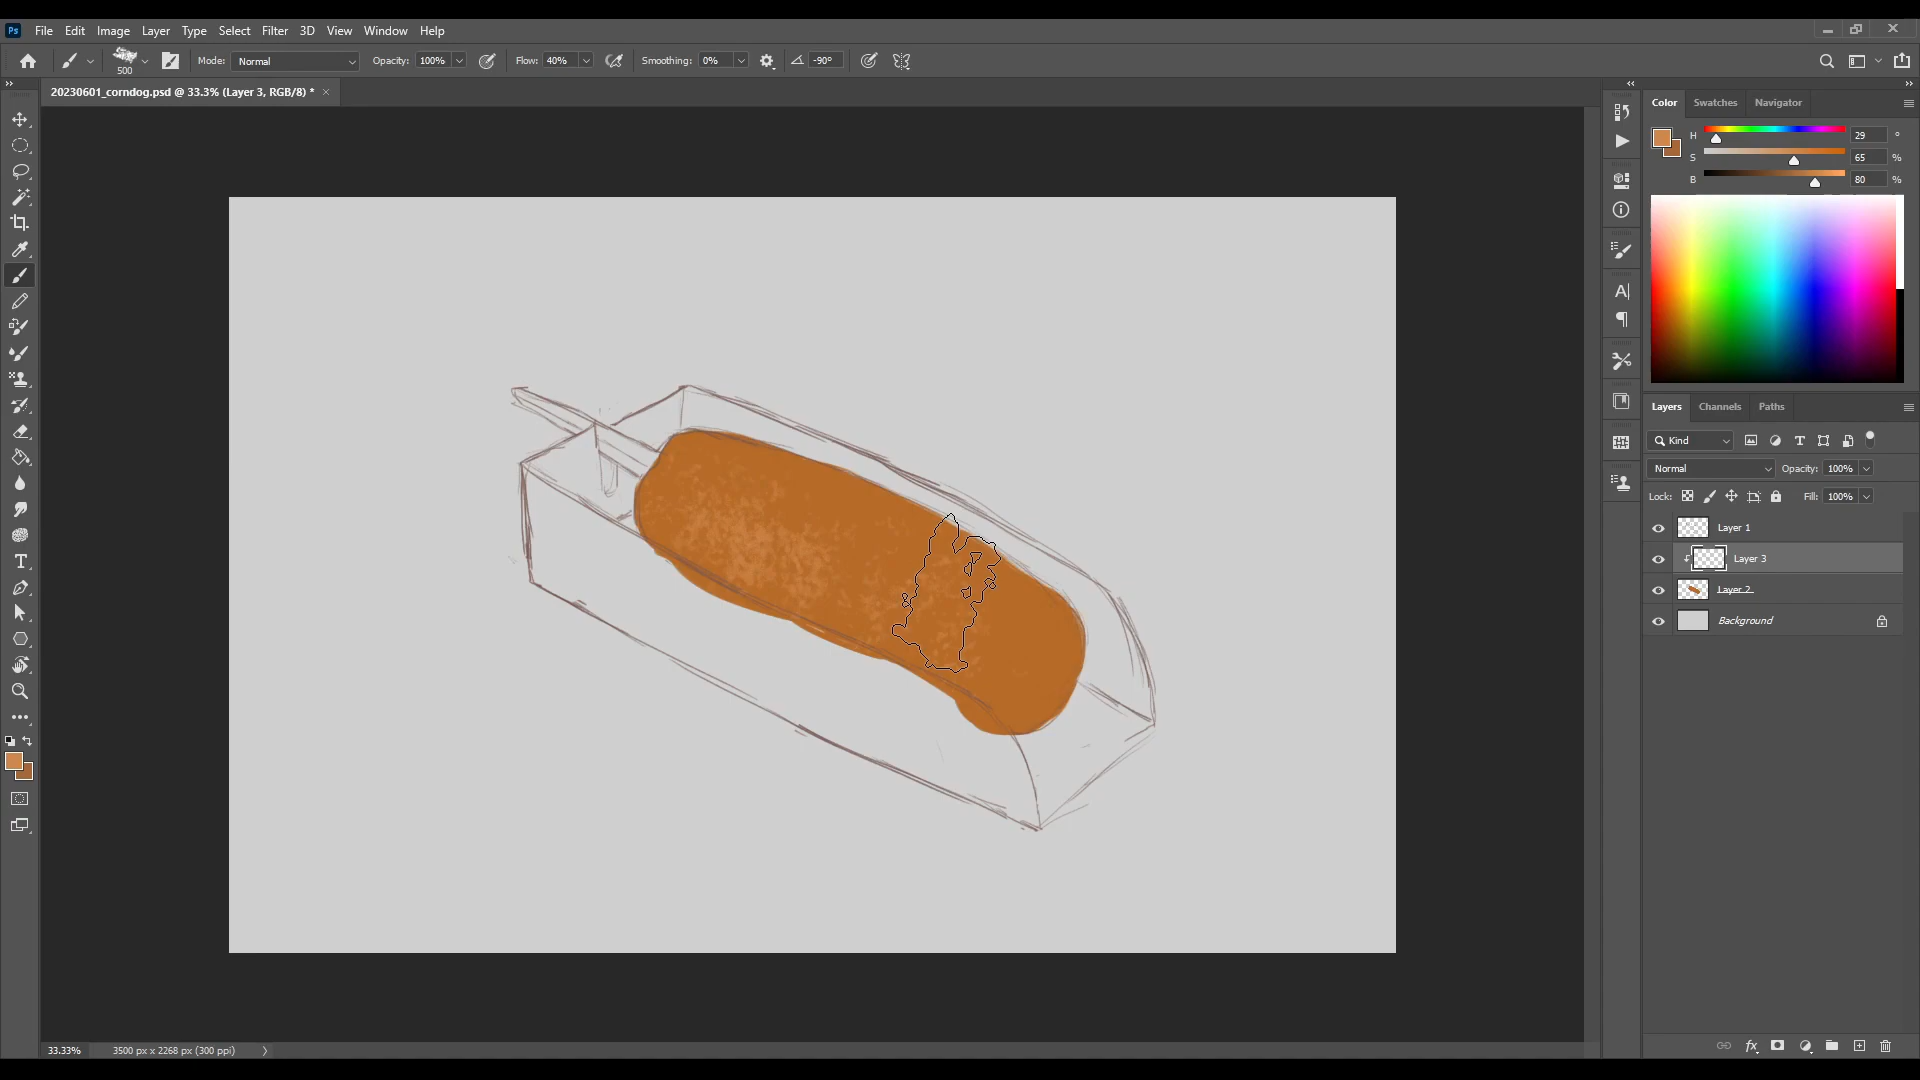 Ps File Edit Image Layer Type Select Filter 3D View Window Help
500 Mode: Normal Opacity: 100% Flow: 40% Smoothing: 0% -90°
20230601_corndog.psd @ 33.3% (Layer 3, RGB/8) *
Color Swatches Navigator
H 29 °
S 65 %
B 80 %
Layers Channels Paths
Kind
Normal Opacity: 100%
Lock: Fill: 100%
Layer 1
Layer 3
Layer 2
Background
33.33% 3500 px x 2268 px (300 ppi)